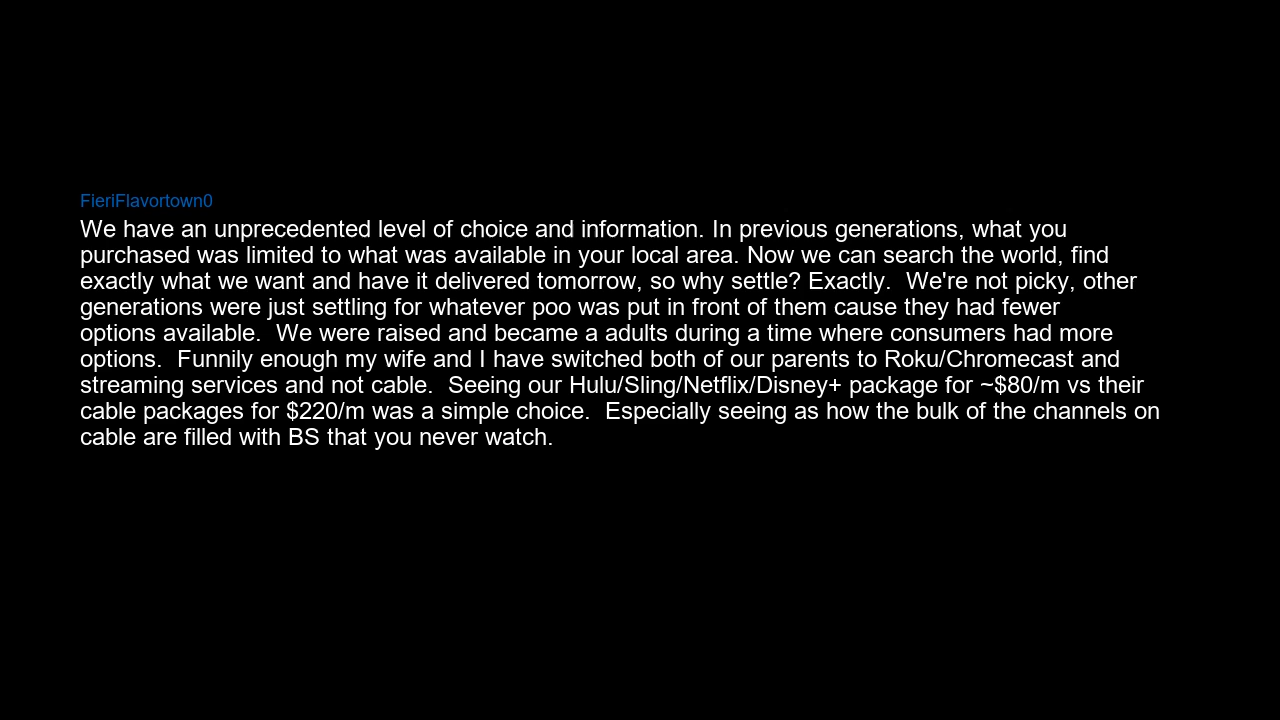 FieriFlavortown0
We have an unprecedented level of choice and information. In previous generations, what you
purchased was limited to what was available in your local area. Now we can search the world, find
exactly what we want and have it delivered tomorrow, so why settle? Exactly.  We're not picky, other
generations were just settling for whatever poo was put in front of them cause they had fewer
options available.  We were raised and became a adults during a time where consumers had more
options.  Funnily enough my wife and I have switched both of our parents to Roku/Chromecast and
streaming services and not cable.  Seeing our Hulu/Sling/Netflix/Disney+ package for ~$80/m vs their
cable packages for $220/m was a simple choice.  Especially seeing as how the bulk of the channels on
cable are filled with BS that you never watch.